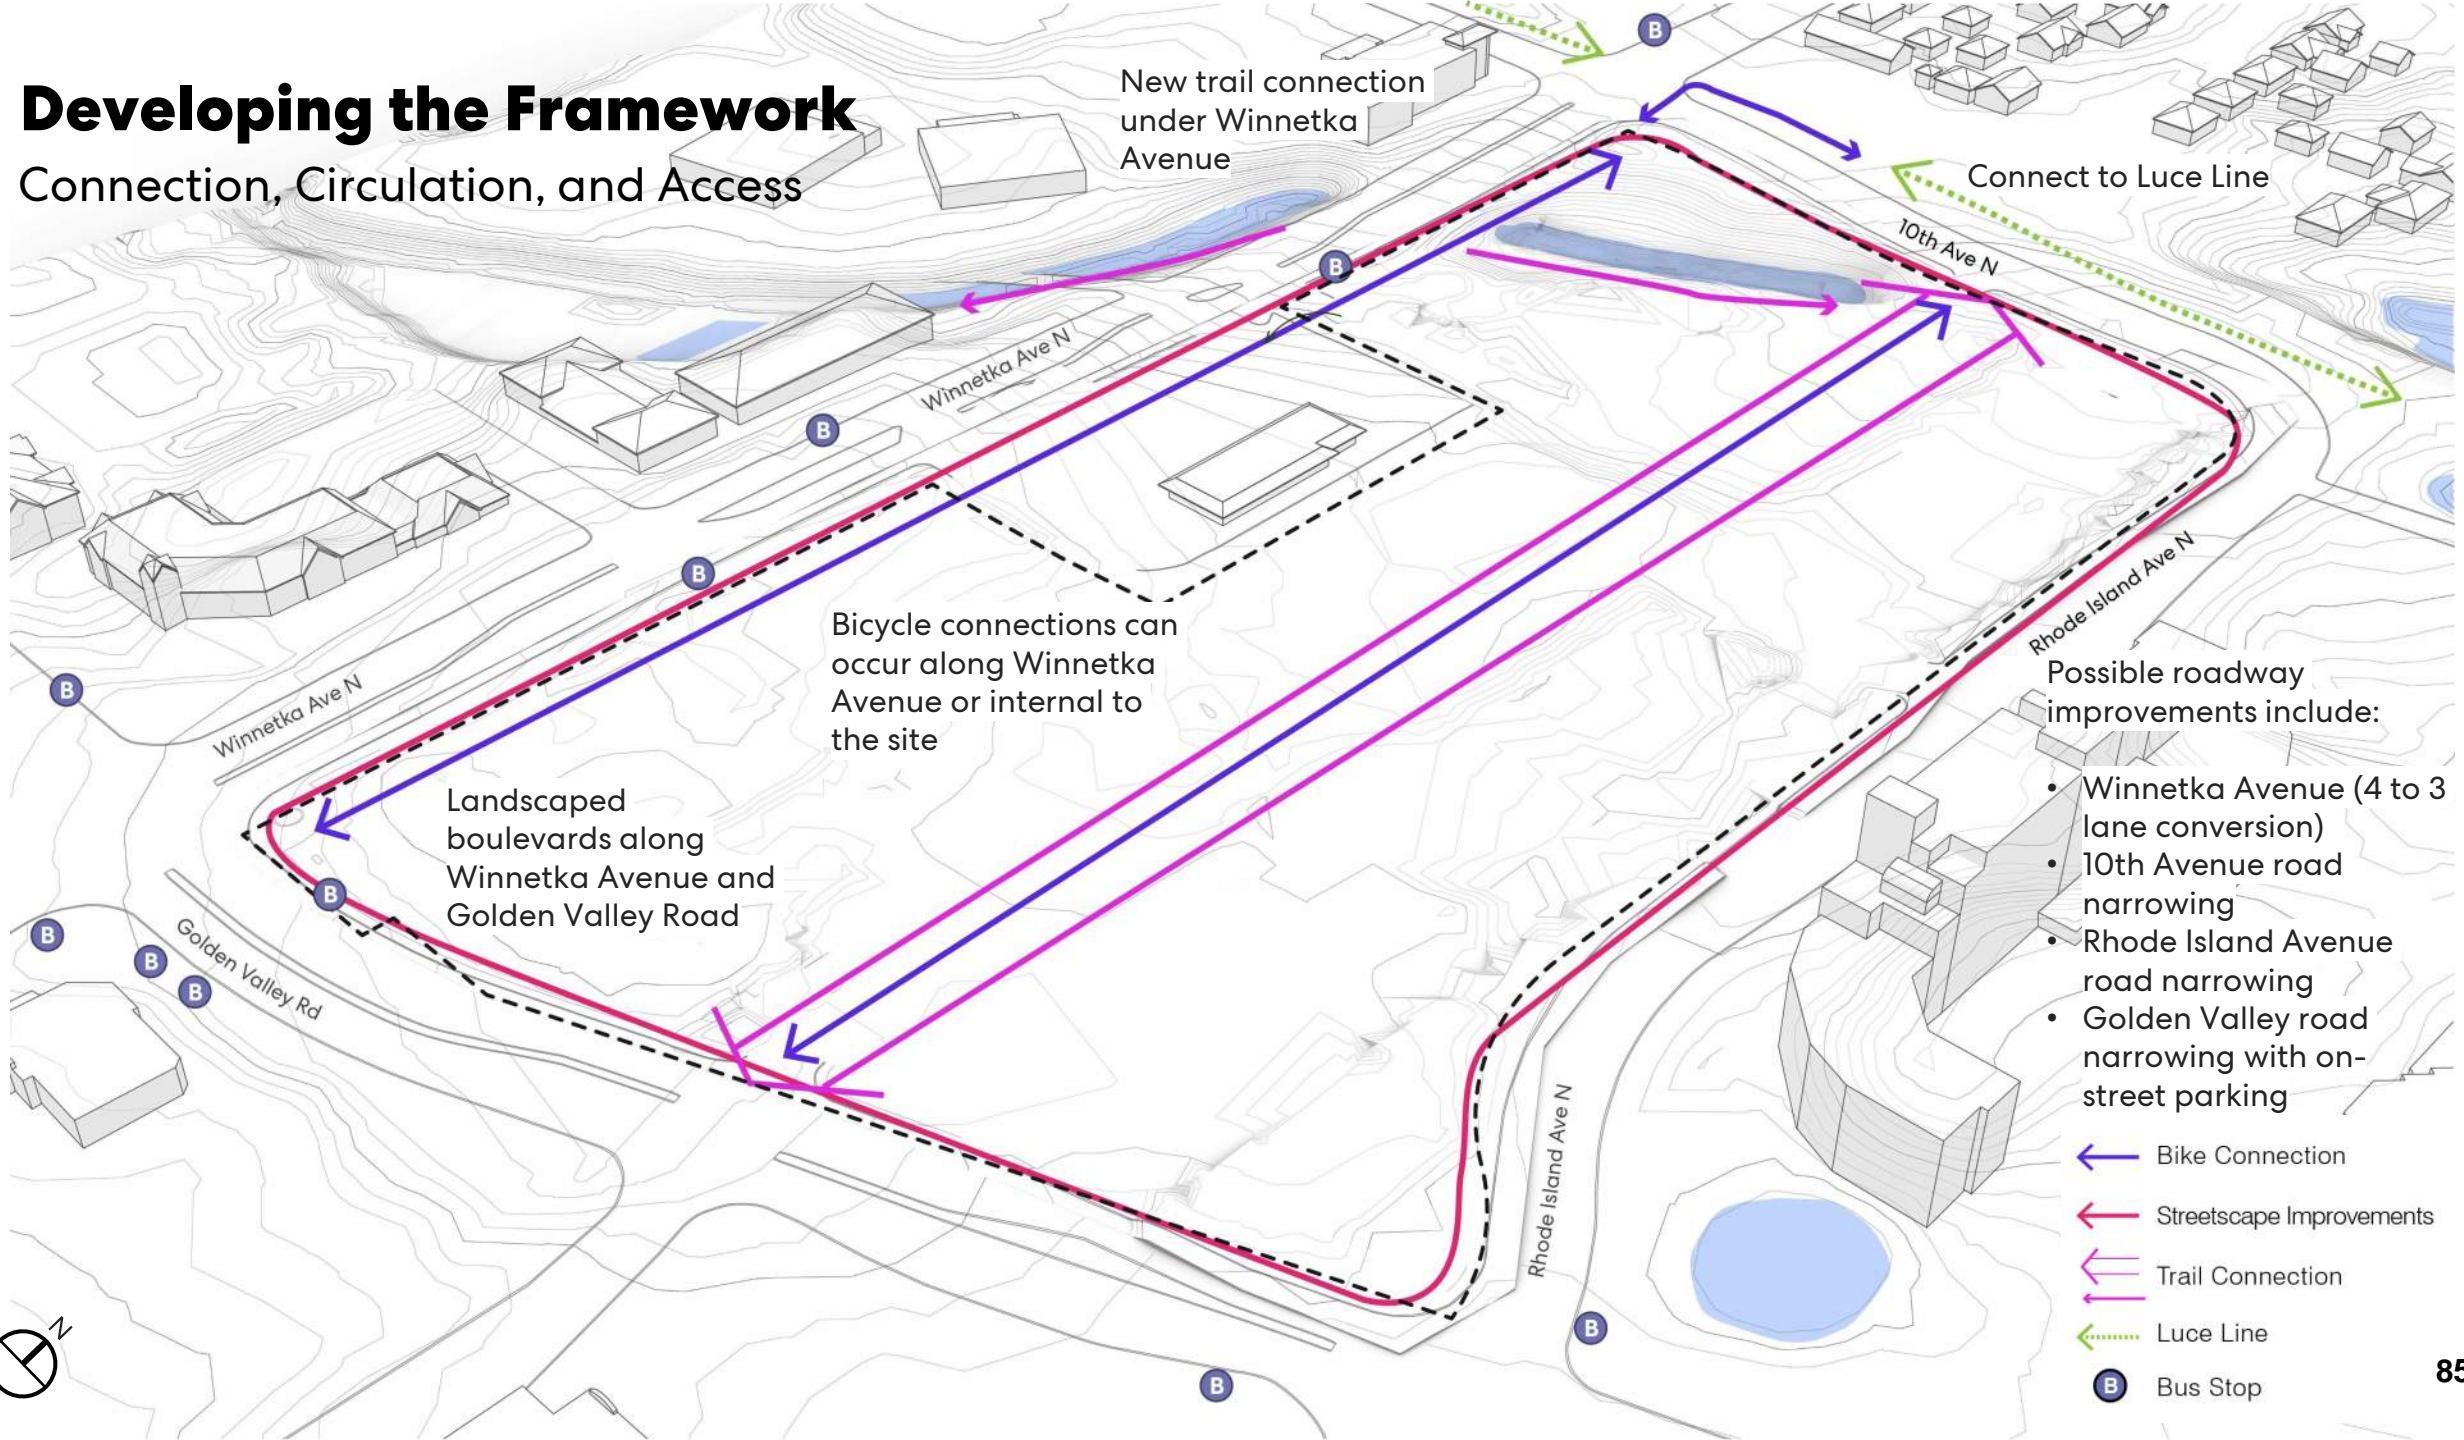 Developing the Framework
Connection, Circulation, and Access
New trail connection
under Winnetka
Avenue
B
Connect to Luce Line
10th Ave N
B
Winnetka Ave N
B
B
Rhode Island Ave N
Bicycle connections can
occur along Winnetka
Avenue or internal to
the site
B
Winnetka Ave N
Possible roadway
improvements include:
• Winnetka Avenue (4 to 3
lane conversion)
• 10th Avenue road
narrowing
• Rhode Island Avenue
road narrowing
• Golden Valley road
narrowing with on-
street parking
Landscaped
boulevards along
Winnetka Avenue and
Golden Valley Road
B
B
B
B
Golden Valley Rd
Rhode Island Ave N
B
B
Bike Connection
Streetscape Improvements
Trail Connection
Luce Line
B Bus Stop
N
85